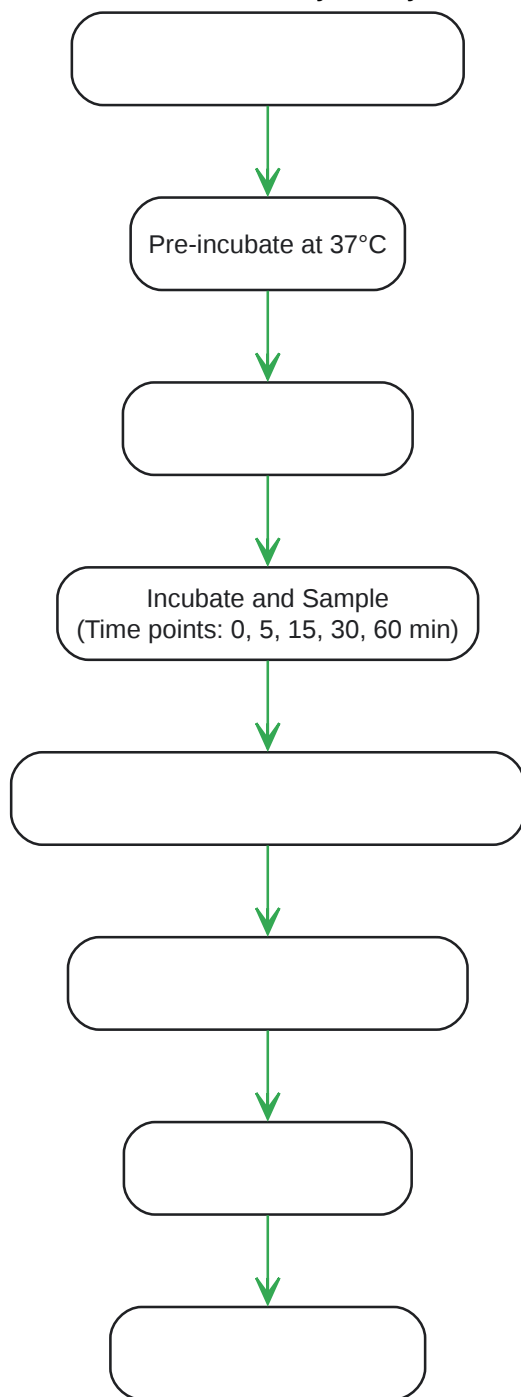 Pre-incubate at 37°C
Incubate and Sample
(Time points: 0, 5, 15, 30, 60 min)